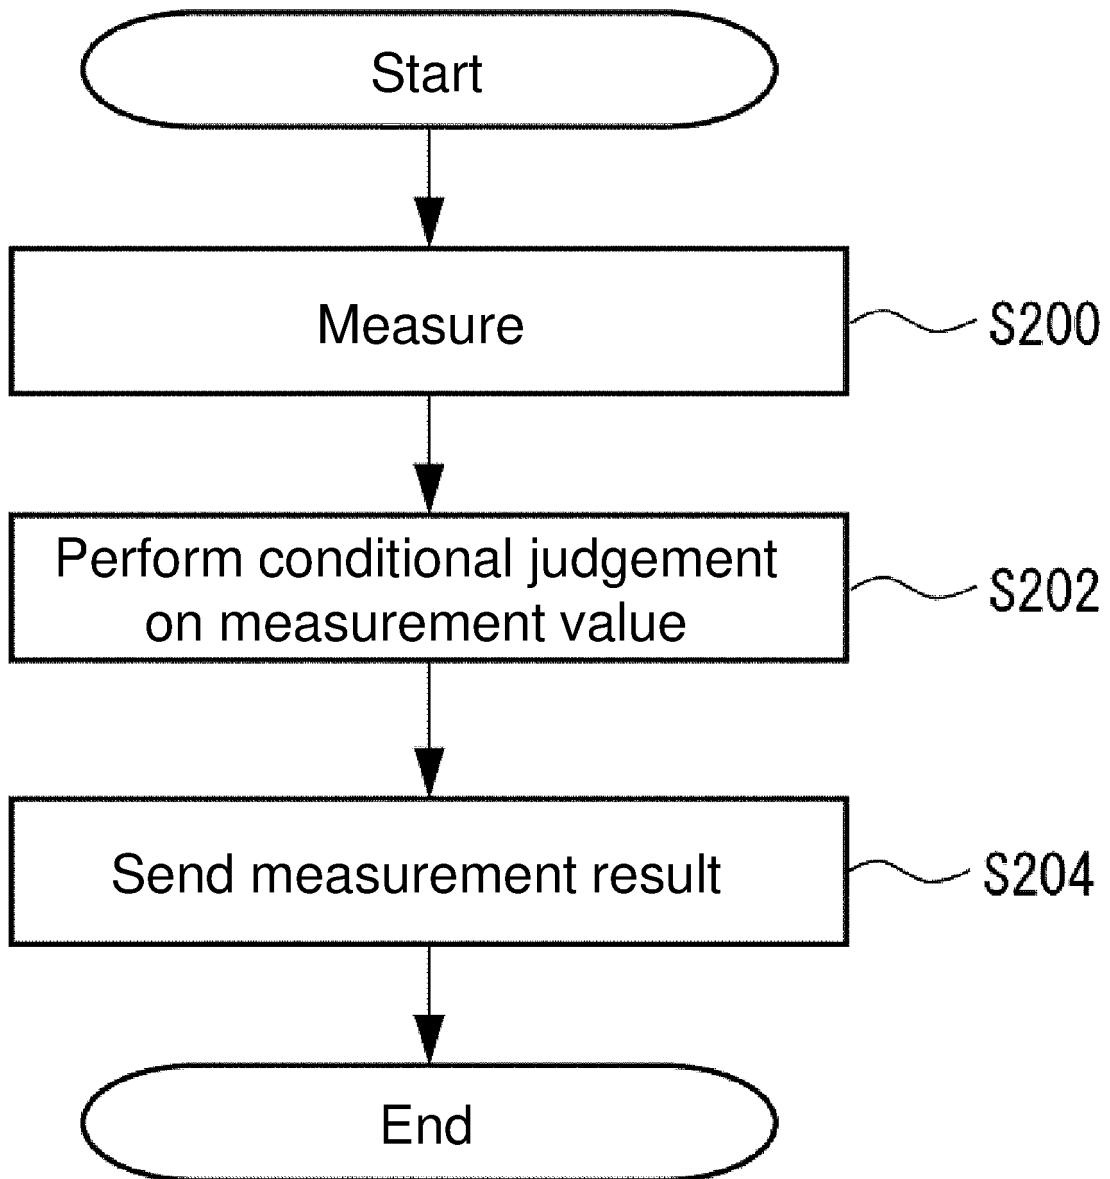 Start
Measure
S200
Perform conditional judgement
on measurement value
S202
Send measurement result
S204
End